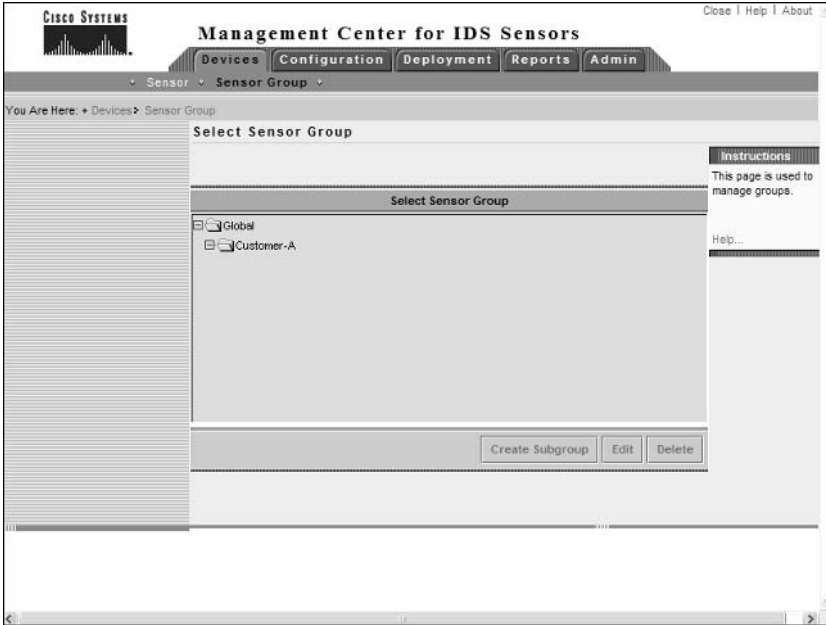 Close | Help | About
CISCO SYSTEMS
Management Center for IDS Sensors
Devices Configuration Deployment Reports Admin
Sensor Sensor Group
You Are Here: Devices > Sensor Group
Select Sensor Group
Instructions
This page is used to
manage groups.
Help...
Select Sensor Group
Global
Customer-A
Create Subgroup Edit Delete